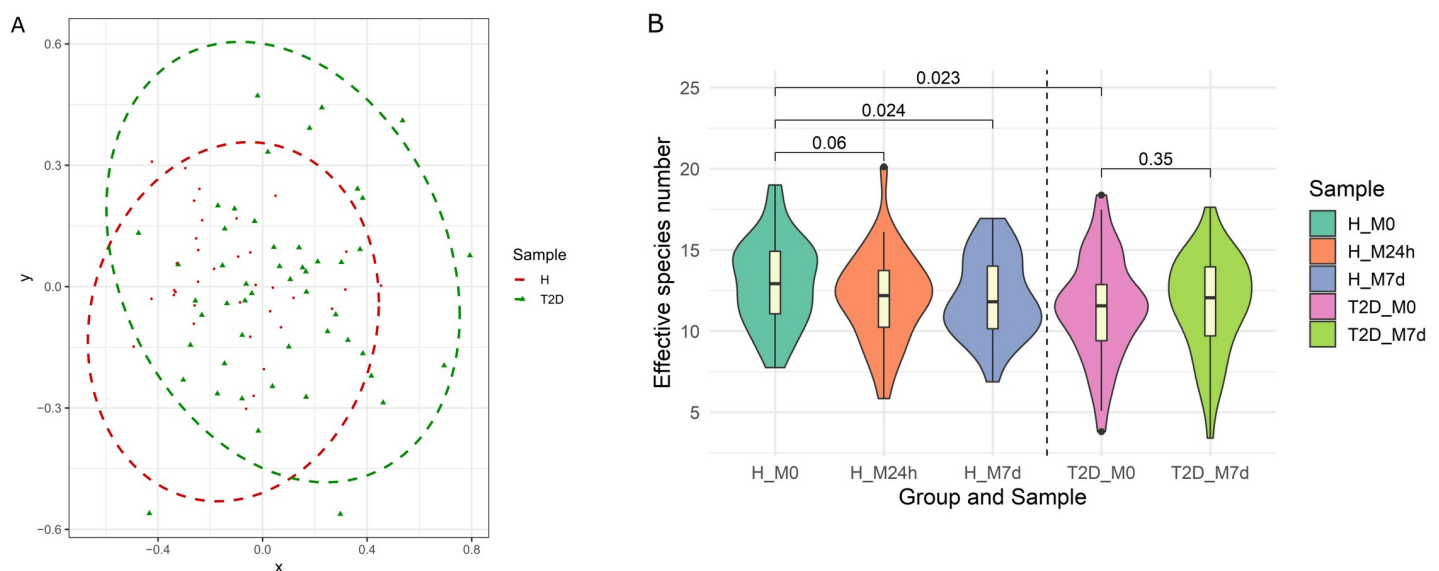 A
0.6
0.3
0.0
−0.3
−0.6
y
−0.4
0.0
0.4
0.8
x
Sample
H
T2D
B
25
20
15
10
5
Effective species number
0.023
0.024
0.06
0.35
H_M0
H_M24h
H_M7d
T2D_M0
T2D_M7d
Group and Sample
Sample
H_M0
H_M24h
H_M7d
T2D_M0
T2D_M7d